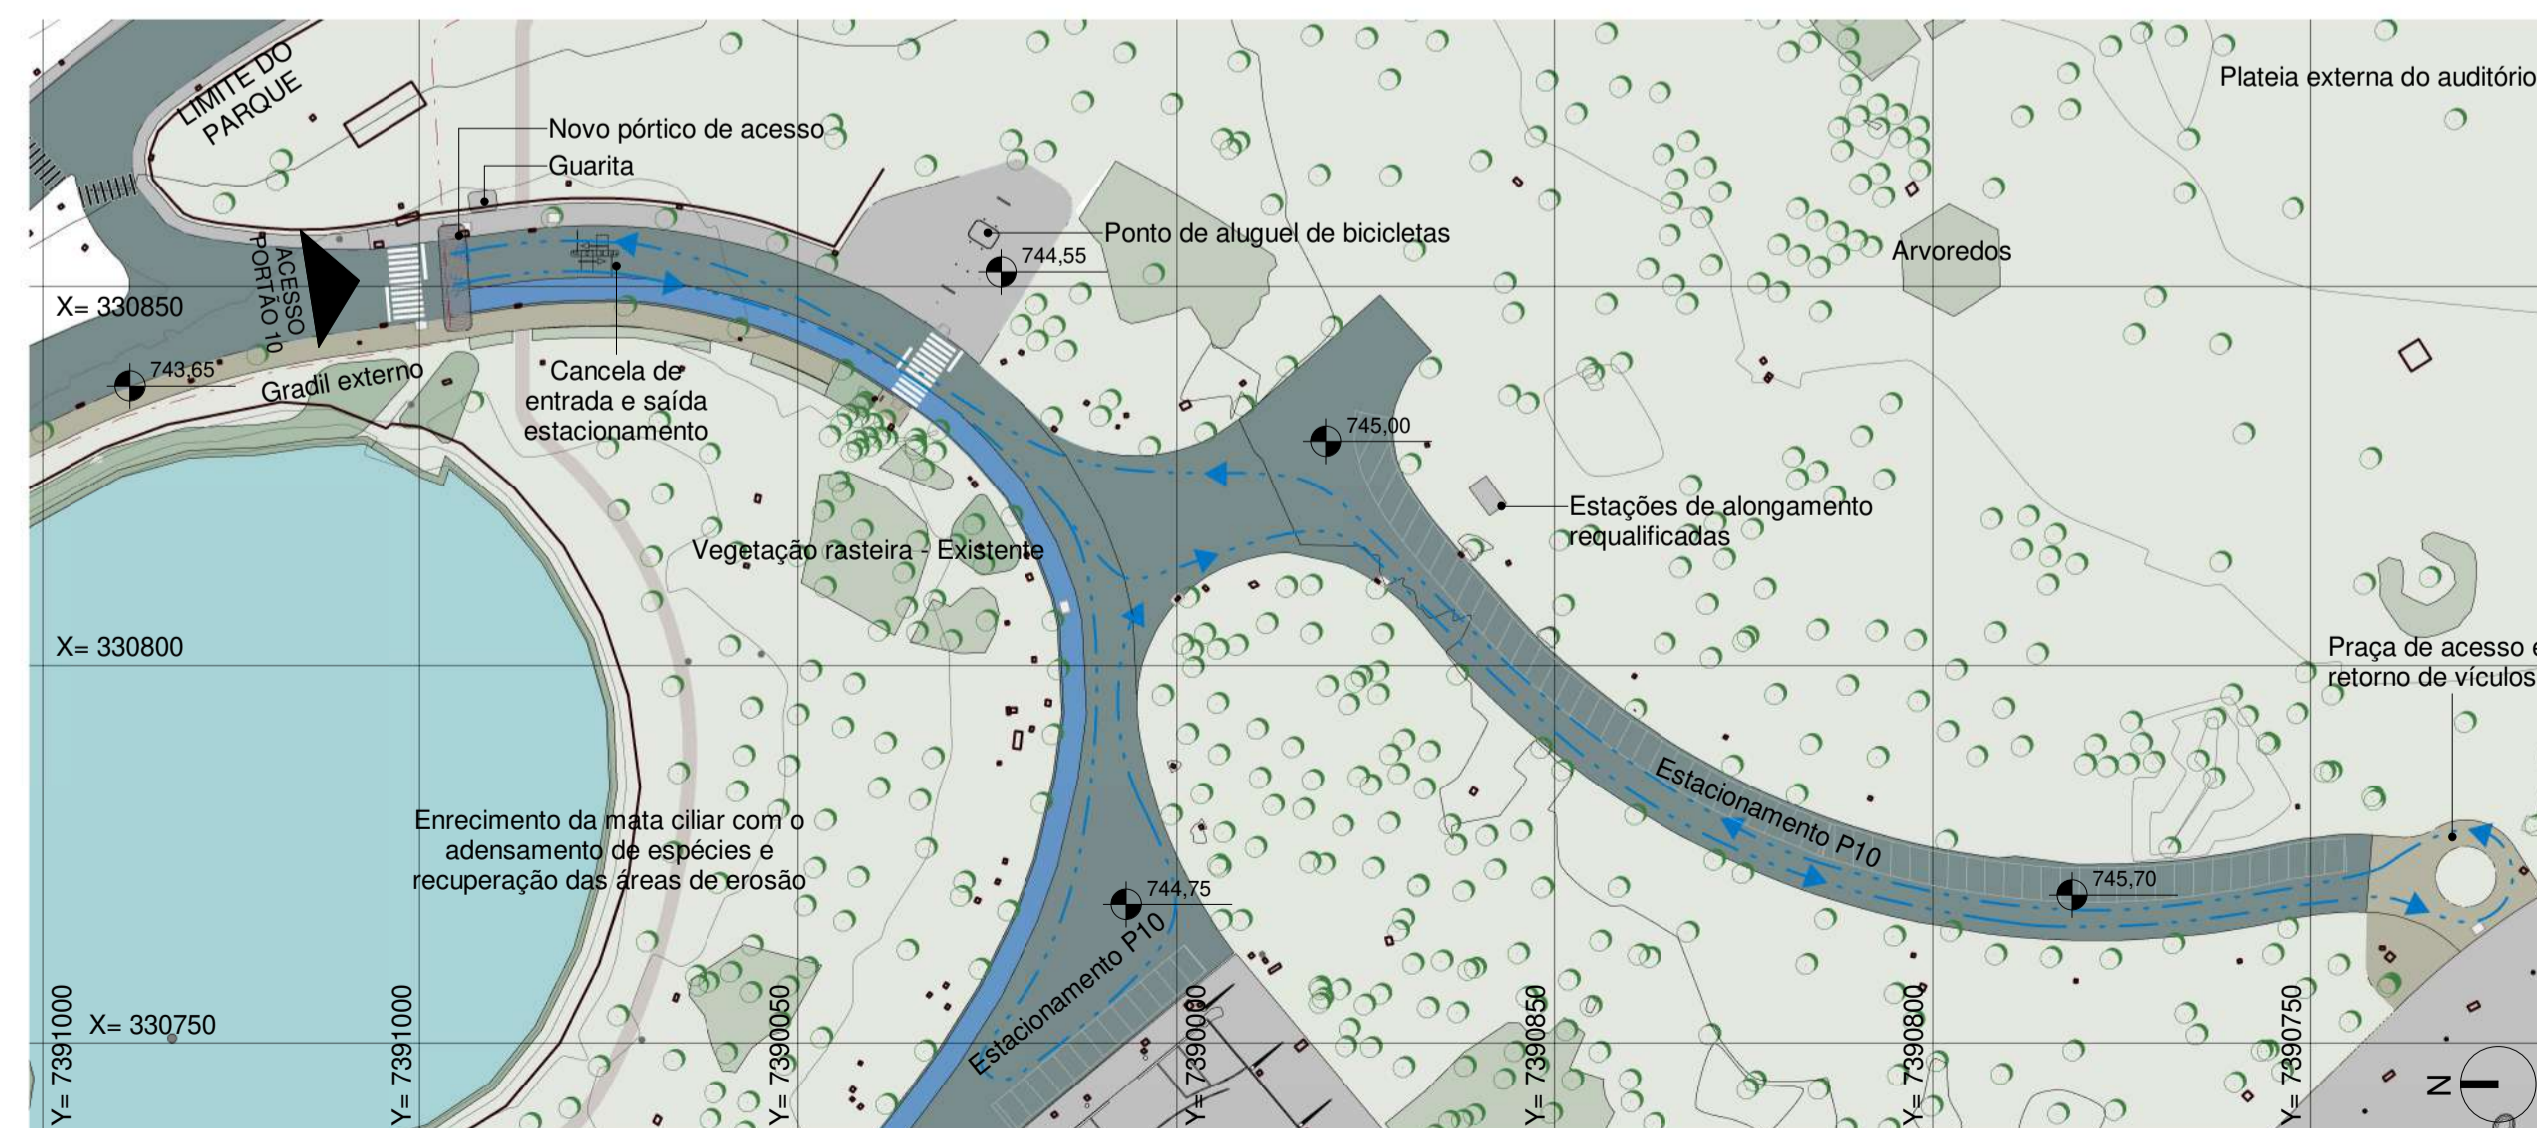 LIMITE DO
PARQUE
Plateia externa do auditório
Novo pórtico de acesso
Guarita
Ponto de aluguel de bicicletas
744,55
Arvoredos
ACESSO
PORTÃO 10
X= 330850
743,65
Gradil externo
Cancela de
entrada e saída
estacionamento
745,00
Estações de alongamento
requalificadas
Vegetação rasteira - Existente
X= 330800
Praça de acesso e
retorno de vículos
Estacionamento P10
Enrecimento da mata ciliar com o
adensamento de espécies e
recuperação das áreas de erosão
744,75
745,70
Estacionamento P10
X= 330750
Y= 7391000
Y= 7391000
Y= 7390050
Y= 7390000
Y= 7390850
Y= 7390800
Y= 7390750
N